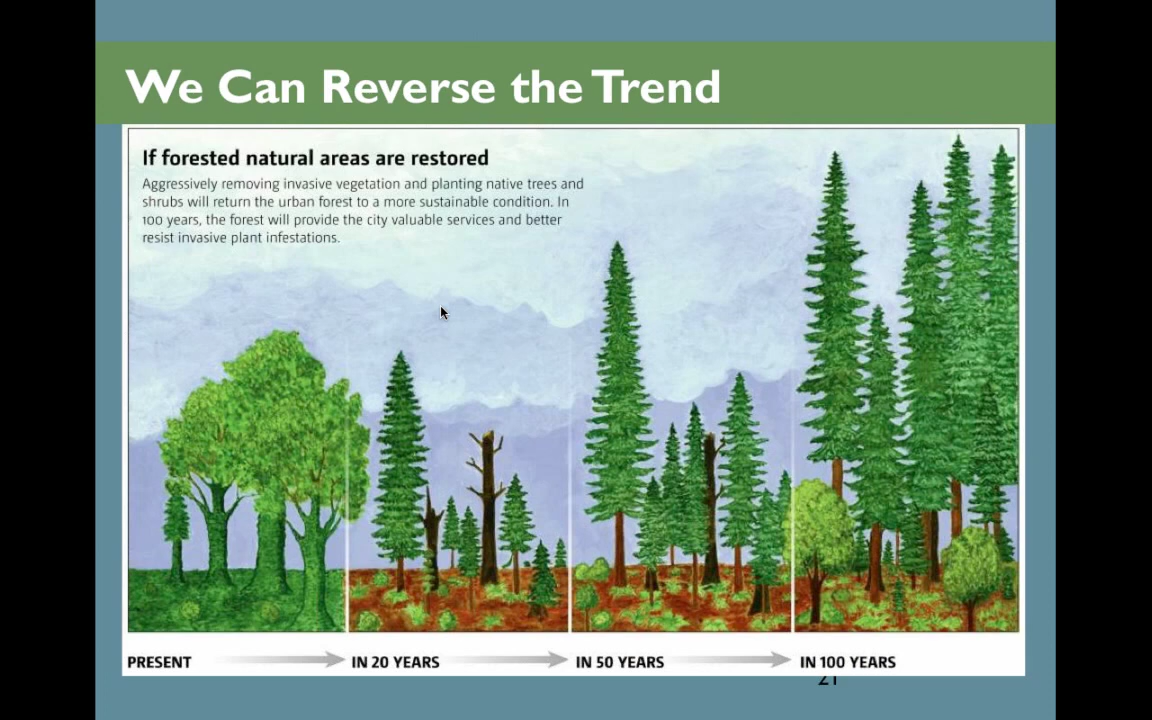 We Can Reverse the Trend
If forested natural areas are restored
Aggressively removing invasive vegetation and planting native trees and
shrubs will return the urban forest to a more sustainable condition. In
100 years, the forest will provide the city valuable services and better
resist invasive plant infestations.
PRESENT
IN 20 YEARS
IN 50 YEARS
IN 100 YEARS
21